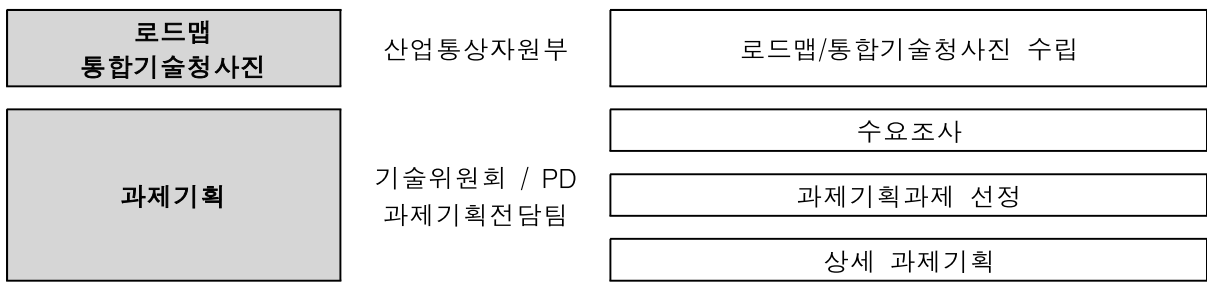 로드맵
통합기술청사진
산업통상자원부
로드맵/통합기술청사진 수립
과제기획
기술위원회 / PD
과제기획전담팀
수요조사
과제기획과제 선정
상세 과제기획